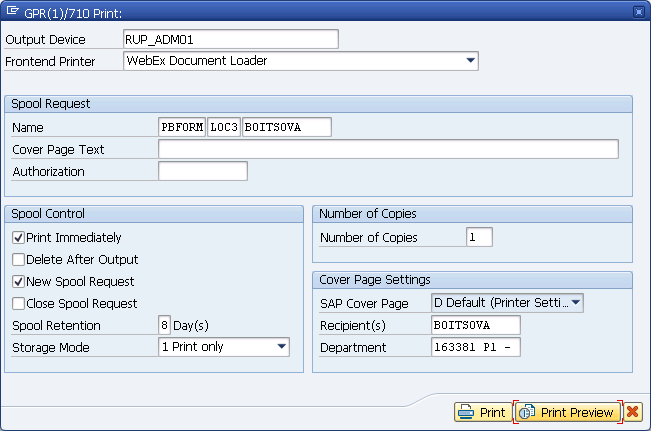 GPR(1)/710 Print:
Output Device RUP_ADM01
Frontend Printer WebEx Document Loader
Spool Request
Name PBFORM LOC3 BOITSOVA
Cover Page Text
Authorization
Spool Control
Print Immediately
Delete After Output
New Spool Request
Close Spool Request
Spool Retention 8 Day(s)
Storage Mode 1 Print only
Number of Copies
Number of Copies 1
Cover Page Settings
SAP Cover Page D Default (Printer Setti...
Recipient(s) BOITSOVA
Department 163381 P1 -
Print Print Preview